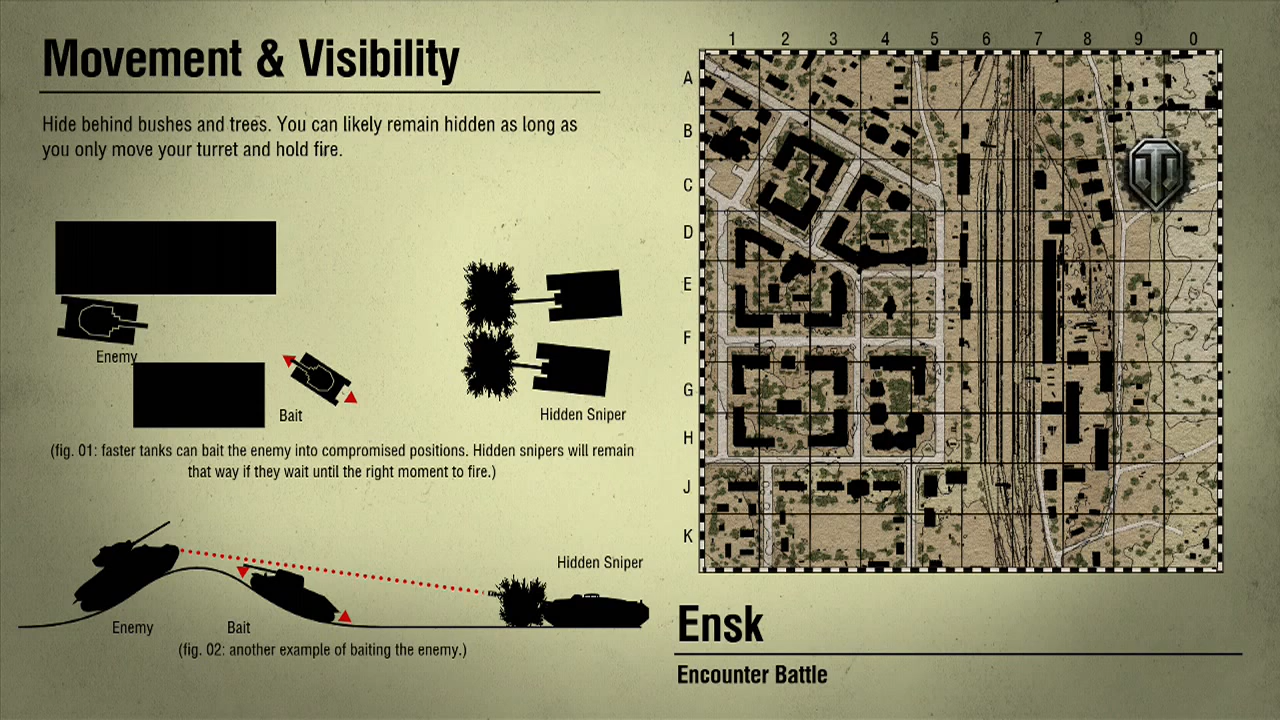 Movement & Visibility
Hide behind bushes and trees. You can likely remain hidden as long as
you only move your turret and hold fire.
Enemy
Bait
Hidden Sniper
(fig. 01: faster tanks can bait the enemy into compromised positions. Hidden snipers will remain
that way if they wait until the right moment to fire.)
Hidden Sniper
Enemy
Bait
(fig. 02: another example of baiting the enemy.)
1 2 3 4 5 6 7 8 9 0
A
B
C
D
E
F
G
H
J
K
Ensk
Encounter Battle